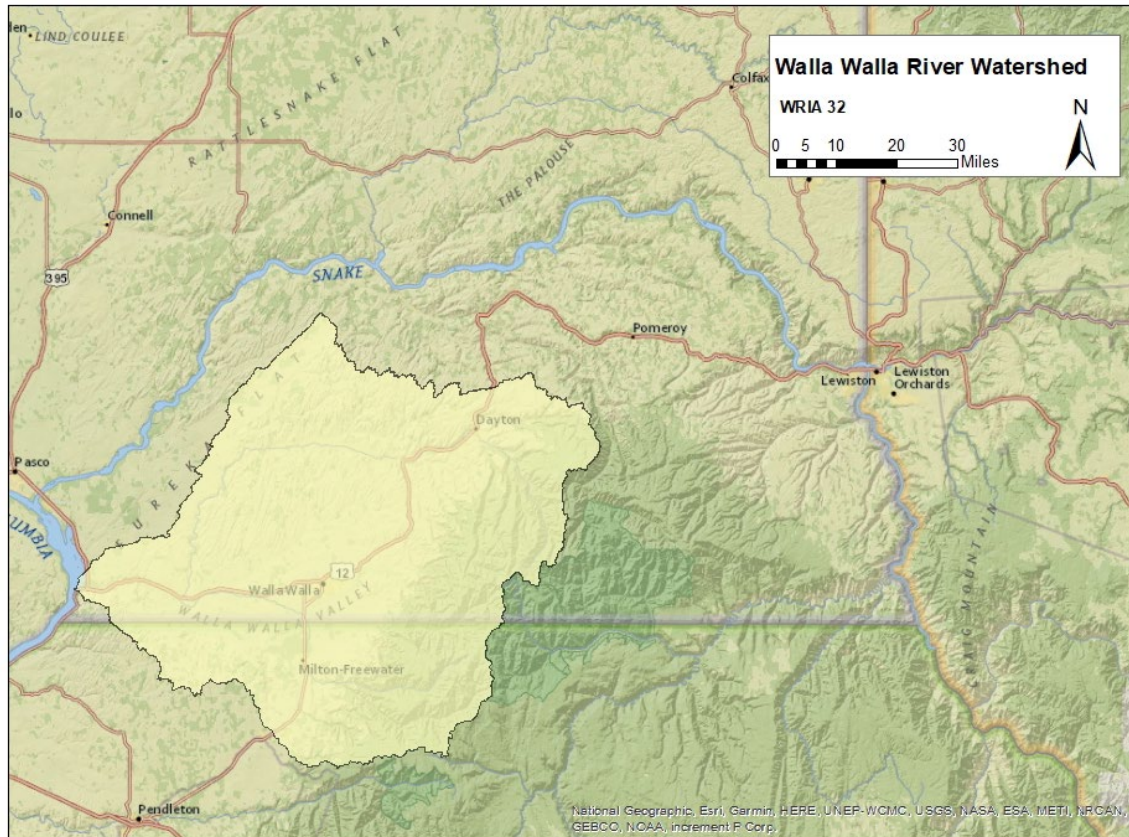 den
LIND COULEE
RATTLESNAKE FLAT
Colfax
Walla Walla River Watershed
WRIA 32
N
0 5 10 20 30
Miles
lo
THE PALOUSE
Connell
395
SNAKE
Pomeroy
Lewiston
Lewiston
Orchards
Dayton
EUREKA FLAT
Pasco
UMBIA
12
Walla Walla
WALLA WALLA VALLEY
Milton-Freewater
CRAIG MOUNTAIN
Pendleton
National Geographic, Esri, Garmin, HERE, UNEP-WCMC, USGS, NASA, ESA, METI, NRCAN,
GEBCO, NOAA, increment P Corp.